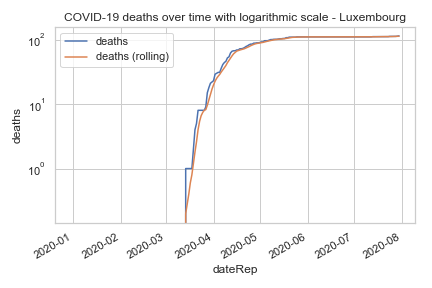 COVID-19 deaths over time with logarithmic scale - Luxembourg
deaths
deaths (rolling)
10²
10¹
10⁰
deaths
2020-01
2020-02
2020-03
2020-04
2020-05
2020-06
2020-07
2020-08
dateRep